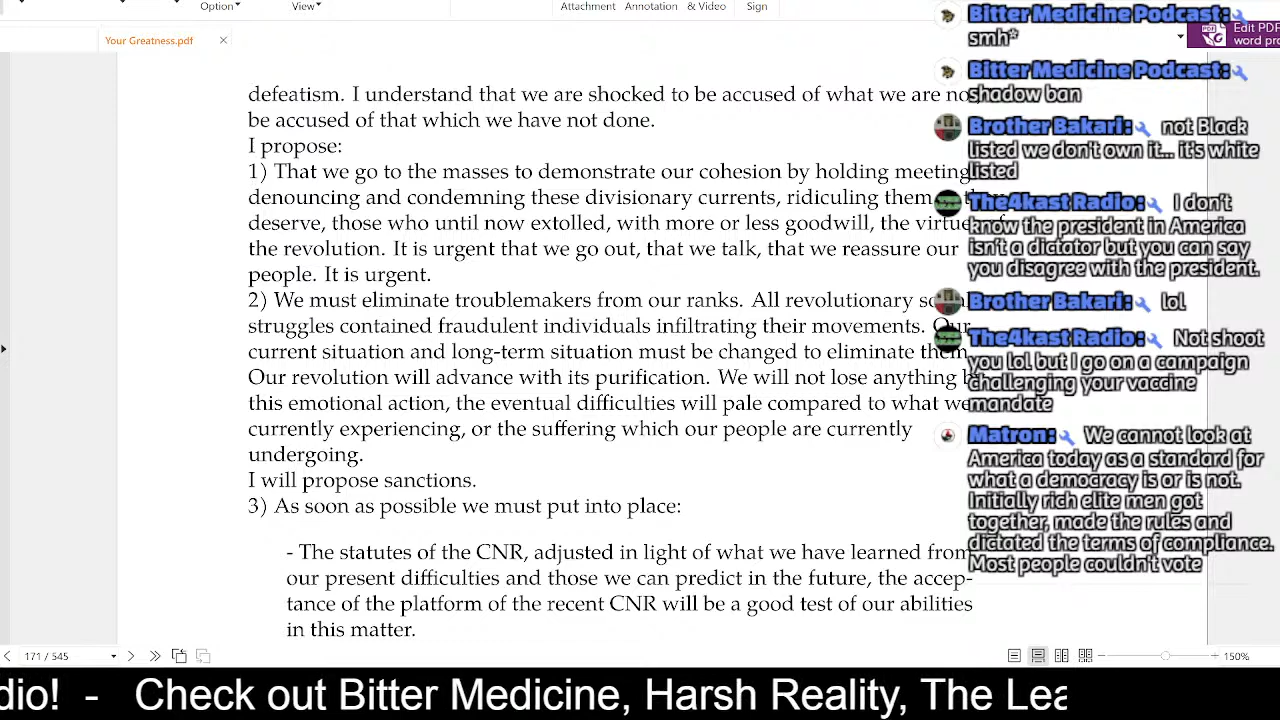 Option
View
Attachment
Annotation
& Video
Sign
Your Greatness.pdf
Edit PDF
word pro
defeatism. I understand that we are shocked to be accused of what we are no
be accused of that which we have not done.
I propose:
1) That we go to the masses to demonstrate our cohesion by holding meeting
denouncing and condemning these divisionary currents, ridiculing them
deserve, those who until now extolled, with more or less goodwill, the virtue
the revolution. It is urgent that we go out, that we talk, that we reassure our
people. It is urgent.
2) We must eliminate troublemakers from our ranks. All revolutionary
struggles contained fraudulent individuals infiltrating their movements. Our
current situation and long-term situation must be changed to eliminate them
Our revolution will advance with its purification. We will not lose anything
this emotional action, the eventual difficulties will pale compared to what we
currently experiencing, or the suffering which our people are currently
undergoing.
I will propose sanctions.
3) As soon as possible we must put into place:
- The statutes of the CNR, adjusted in light of what we have learned from
our present difficulties and those we can predict in the future, the accep-
tance of the platform of the recent CNR will be a good test of our abilities
in this matter.
Bitter Medicine Podcast:
smh*
Bitter Medicine Podcast:
shadow ban
Brother Bakari: not Black
listed we don't own it... it's white
listed
The4kast Radio: I don't
know the president in America
isn't a dictator but you can say
you disagree with the president.
Brother Bakari: lol
The4kast Radio: Not shoot
you lol but I go on a campaign
challenging your vaccine
mandate
Matron: We cannot look at
America today as a standard for
what a democracy is or is not.
Initially rich elite men got
together, made the rules and
dictated the terms of compliance.
Most people couldn't vote
171 / 545
150%
dio! - Check out Bitter Medicine, Harsh Reality, The Lea